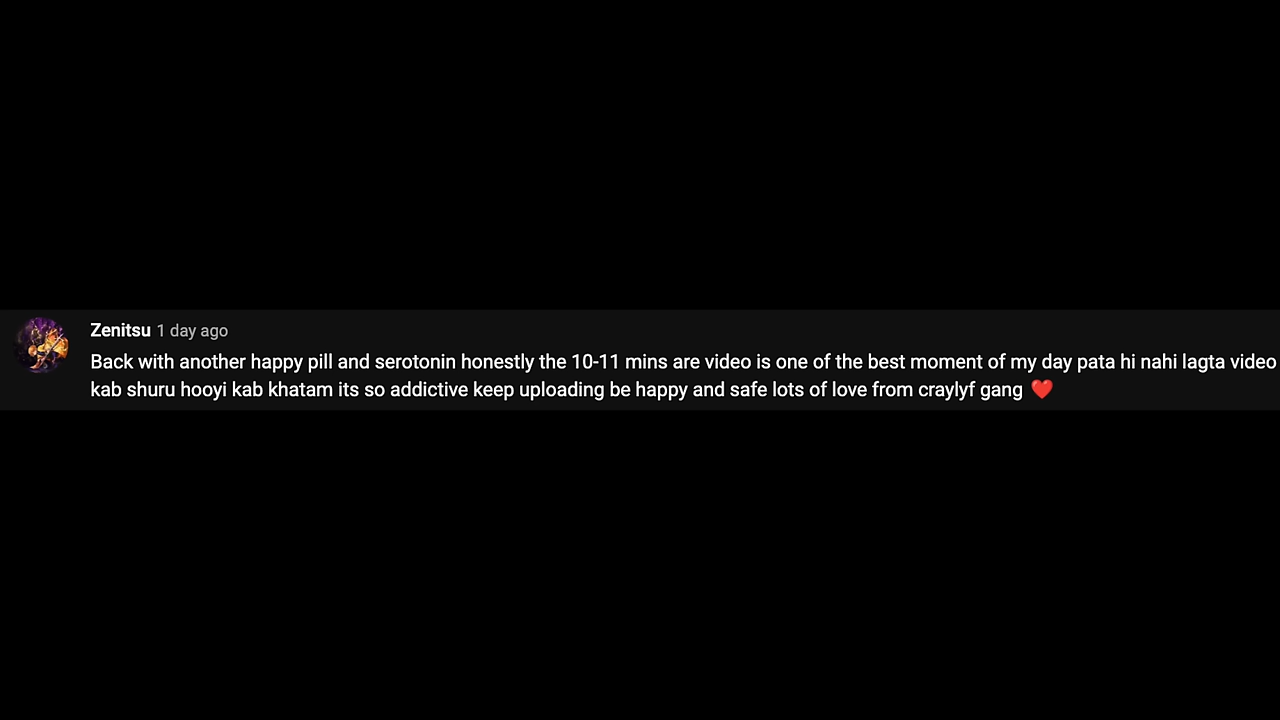 Zenitsu 1 day ago
Back with another happy pill and serotonin honestly the 10-11 mins are video is one of the best moment of my day pata hi nahi lagta video
kab shuru hooyi kab khatam its so addictive keep uploading be happy and safe lots of love from craylyf gang ❤️